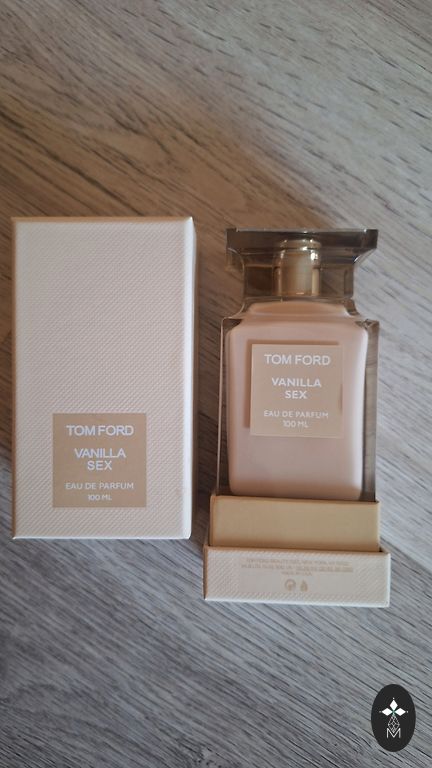 TOM FORD
VANILLA
SEX
EAU DE PARFUM
100 ML
TOM FORD
VANILLA
SEX
EAU DE PARFUM
100 ML
M